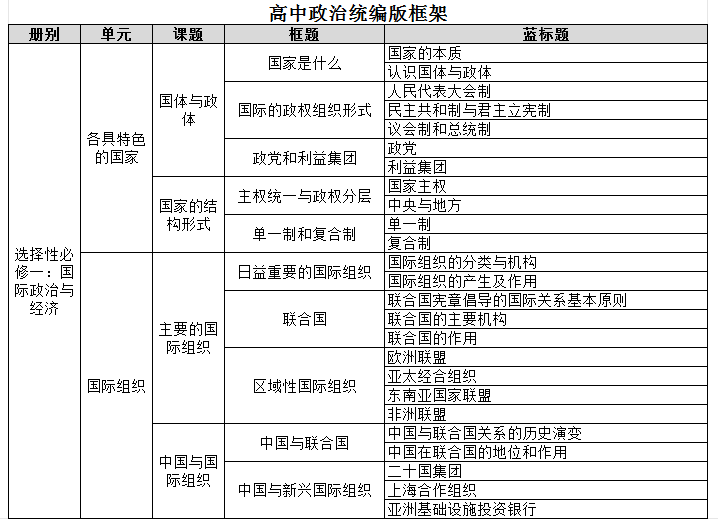 高中政治统编版框架
册别 单元 课题 框题 蓝标题
选择性必
修一：国
际政治与
经济
各具特色
的国家
国体与政
体
国家是什么
国家的本质
认识国体与政体
国际的政权组织形式
人民代表大会制
民主共和制与君主立宪制
议会制和总统制
政党和利益集团
政党
利益集团
国家的结
构形式
主权统一与政权分层
国家主权
中央与地方
单一制和复合制
单一制
复合制
国际组织
主要的国
际组织
日益重要的国际组织
国际组织的分类与机构
国际组织的产生及作用
联合国
联合国宪章倡导的国际关系基本原则
联合国的主要机构
联合国的作用
区域性国际组织
欧洲联盟
亚太经合组织
东南亚国家联盟
非洲联盟
中国与国
际组织
中国与联合国
中国与联合国关系的历史演变
中国在联合国的地位和作用
中国与新兴国际组织
二十国集团
上海合作组织
亚洲基础设施投资银行